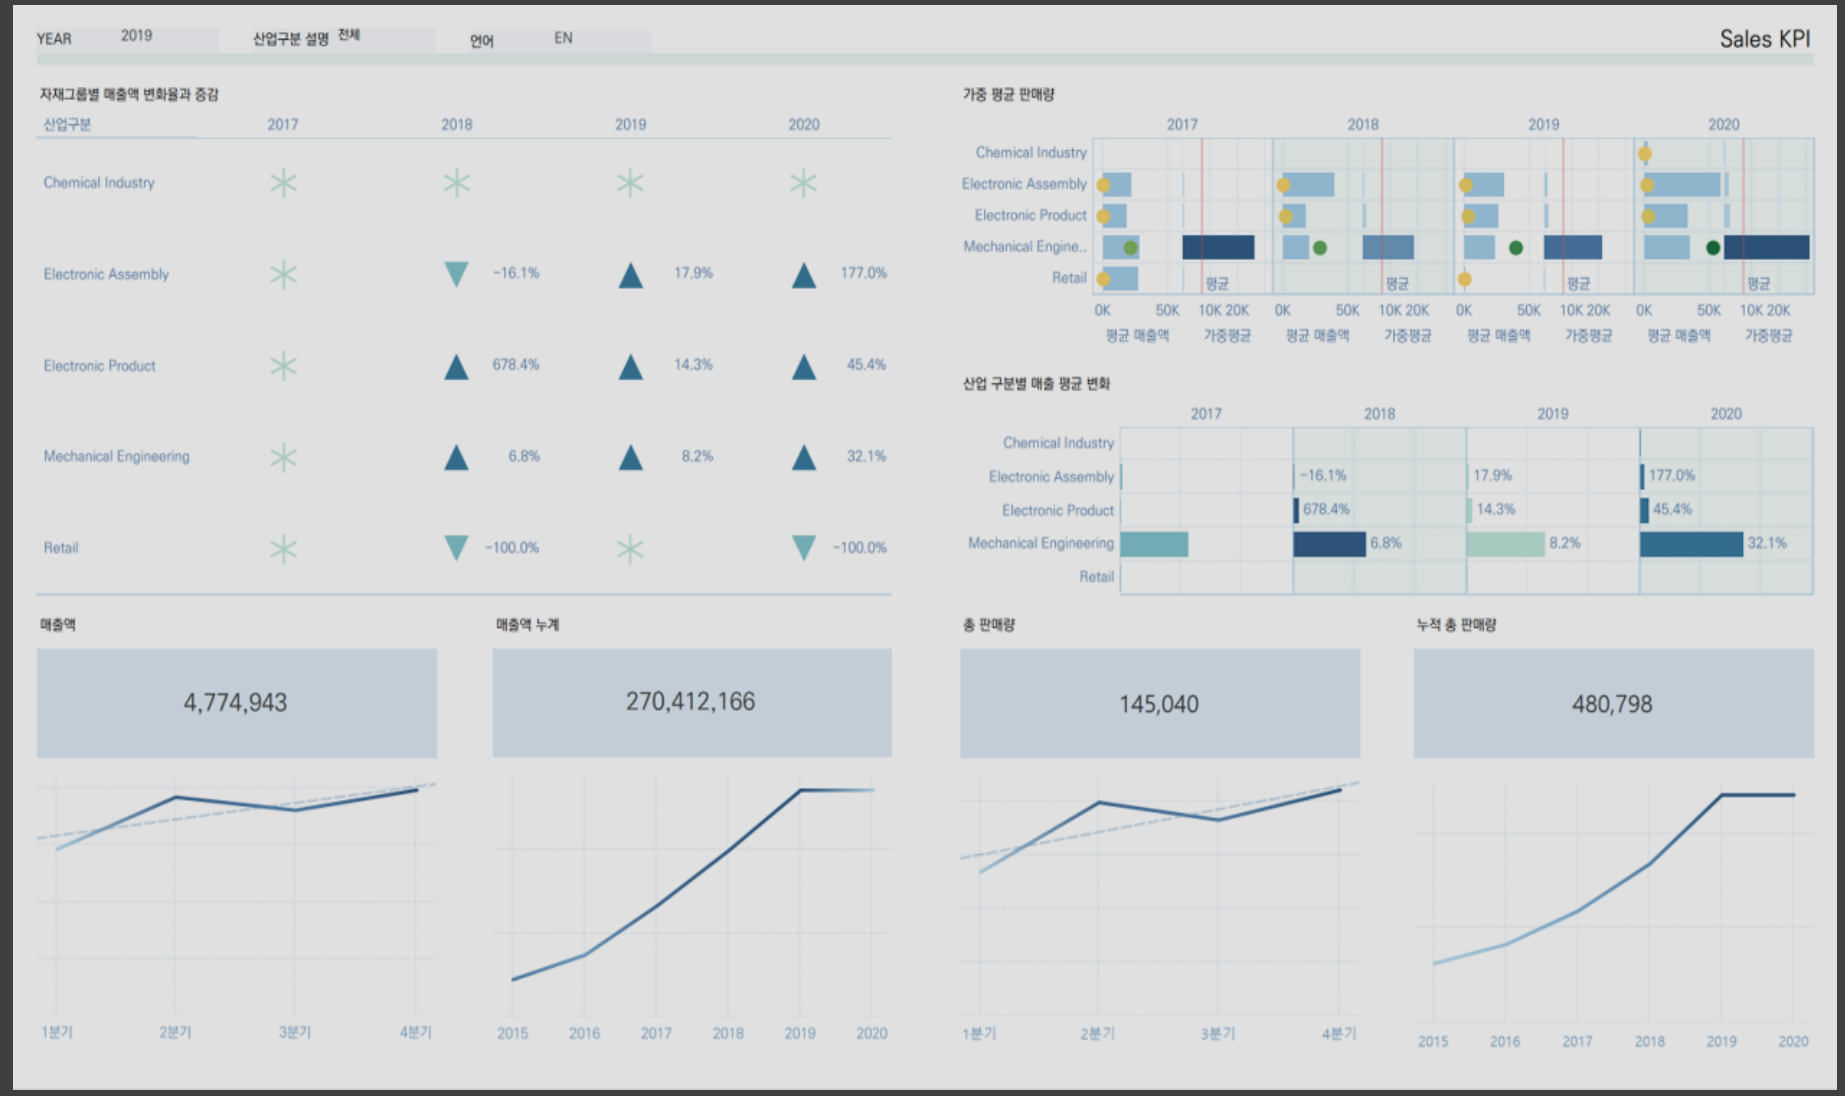 YEAR 2019 산업구분 설명 전체 언어 EN Sales KPI
자재그룹별 매출액 변화율과 증감
산업구분 2017 2018 2019 2020
Chemical Industry
Electronic Assembly -16.1% 17.9% 177.0%
Electronic Product 678.4% 14.3% 45.4%
Mechanical Engineering 6.8% 8.2% 32.1%
Retail -100.0% -100.0%
가중 평균 판매량
2017 2018 2019 2020
Chemical Industry
Electronic Assembly
Electronic Product
Mechanical Engine..
Retail 평균 평균 평균 평균
0K 50K 10K 20K 0K 50K 10K 20K 0K 50K 10K 20K 0K 50K 10K 20K
평균 매출액 가중평균 평균 매출액 가중평균 평균 매출액 가중평균 평균 매출액 가중평균
산업 구분별 매출 평균 변화
2017 2018 2019 2020
Chemical Industry
Electronic Assembly -16.1% 17.9% 177.0%
Electronic Product 678.4% 14.3% 45.4%
Mechanical Engineering 6.8% 8.2% 32.1%
Retail
매출액
4,774,943
1분기 2분기 3분기 4분기
매출액 누계
270,412,166
2015 2016 2017 2018 2019 2020
총 판매량
145,040
1분기 2분기 3분기 4분기
누적 총 판매량
480,798
2015 2016 2017 2018 2019 2020